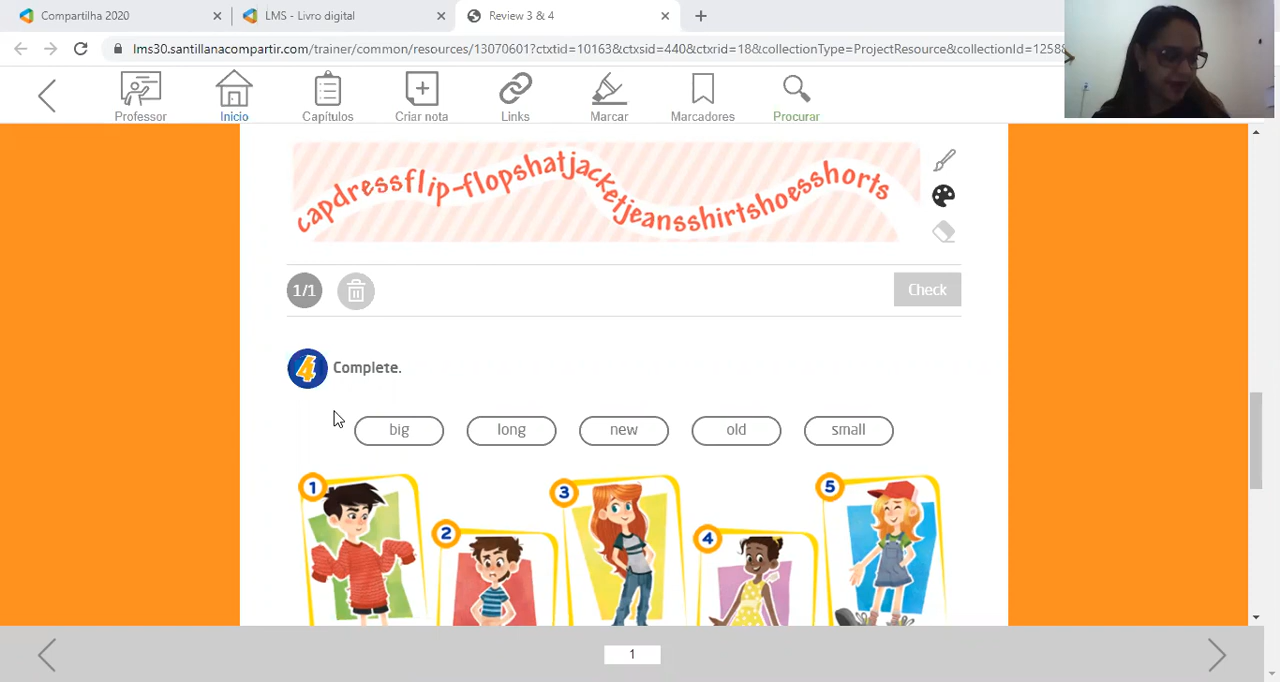 Compartilha 2020
LMS - Livro digital
Review 3 & 4
lms30.santillanacompartir.com/trainer/common/resources/13070601?ctxtid=10163&ctxsid=440&ctxrid=18&collectionType=ProjectResource&collectionId=1258
Professor
Inicio
Capítulos
Criar nota
Links
Marcar
Marcadores
Procurar
capdressflip-flopshatjacketjeansshirtshoesshorts
1/1
Check
4 Complete.
big
long
new
old
small
1
2
3
4
5
1